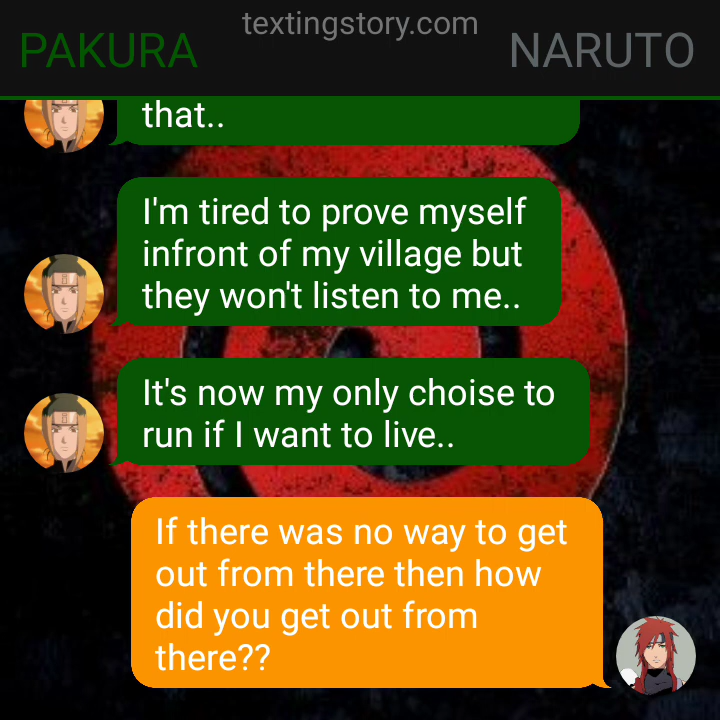 textingstory.com
PAKURA
NARUTO
that..
I'm tired to prove myself
infront of my village but
they won't listen to me..
It's now my only choise to
run if I want to live..
If there was no way to get
out from there then how
did you get out from
there??